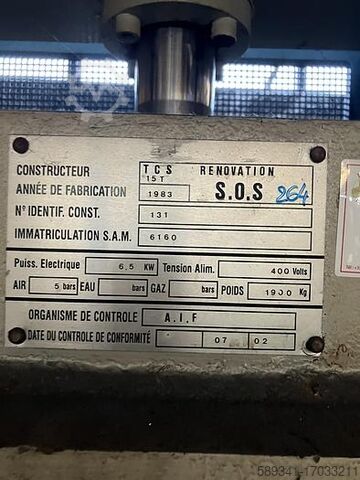 CONSTRUCTEUR T C S RENOVATION
15T
ANNÉE DE FABRICATION 1983 S.O.S 264
N° IDENTIF. CONST. 131
IMMATRICULATION S.A.M. 6160
Puiss. Electrique 6,5 KW Tension Alim. 400 Volts
AIR 5 bars EAU bars GAZ bars POIDS 1900 Kg
ORGANISME DE CONTROLE A.I.F
DATE DU CONTROLE DE CONFORMITÉ 07 02
589341-17033211